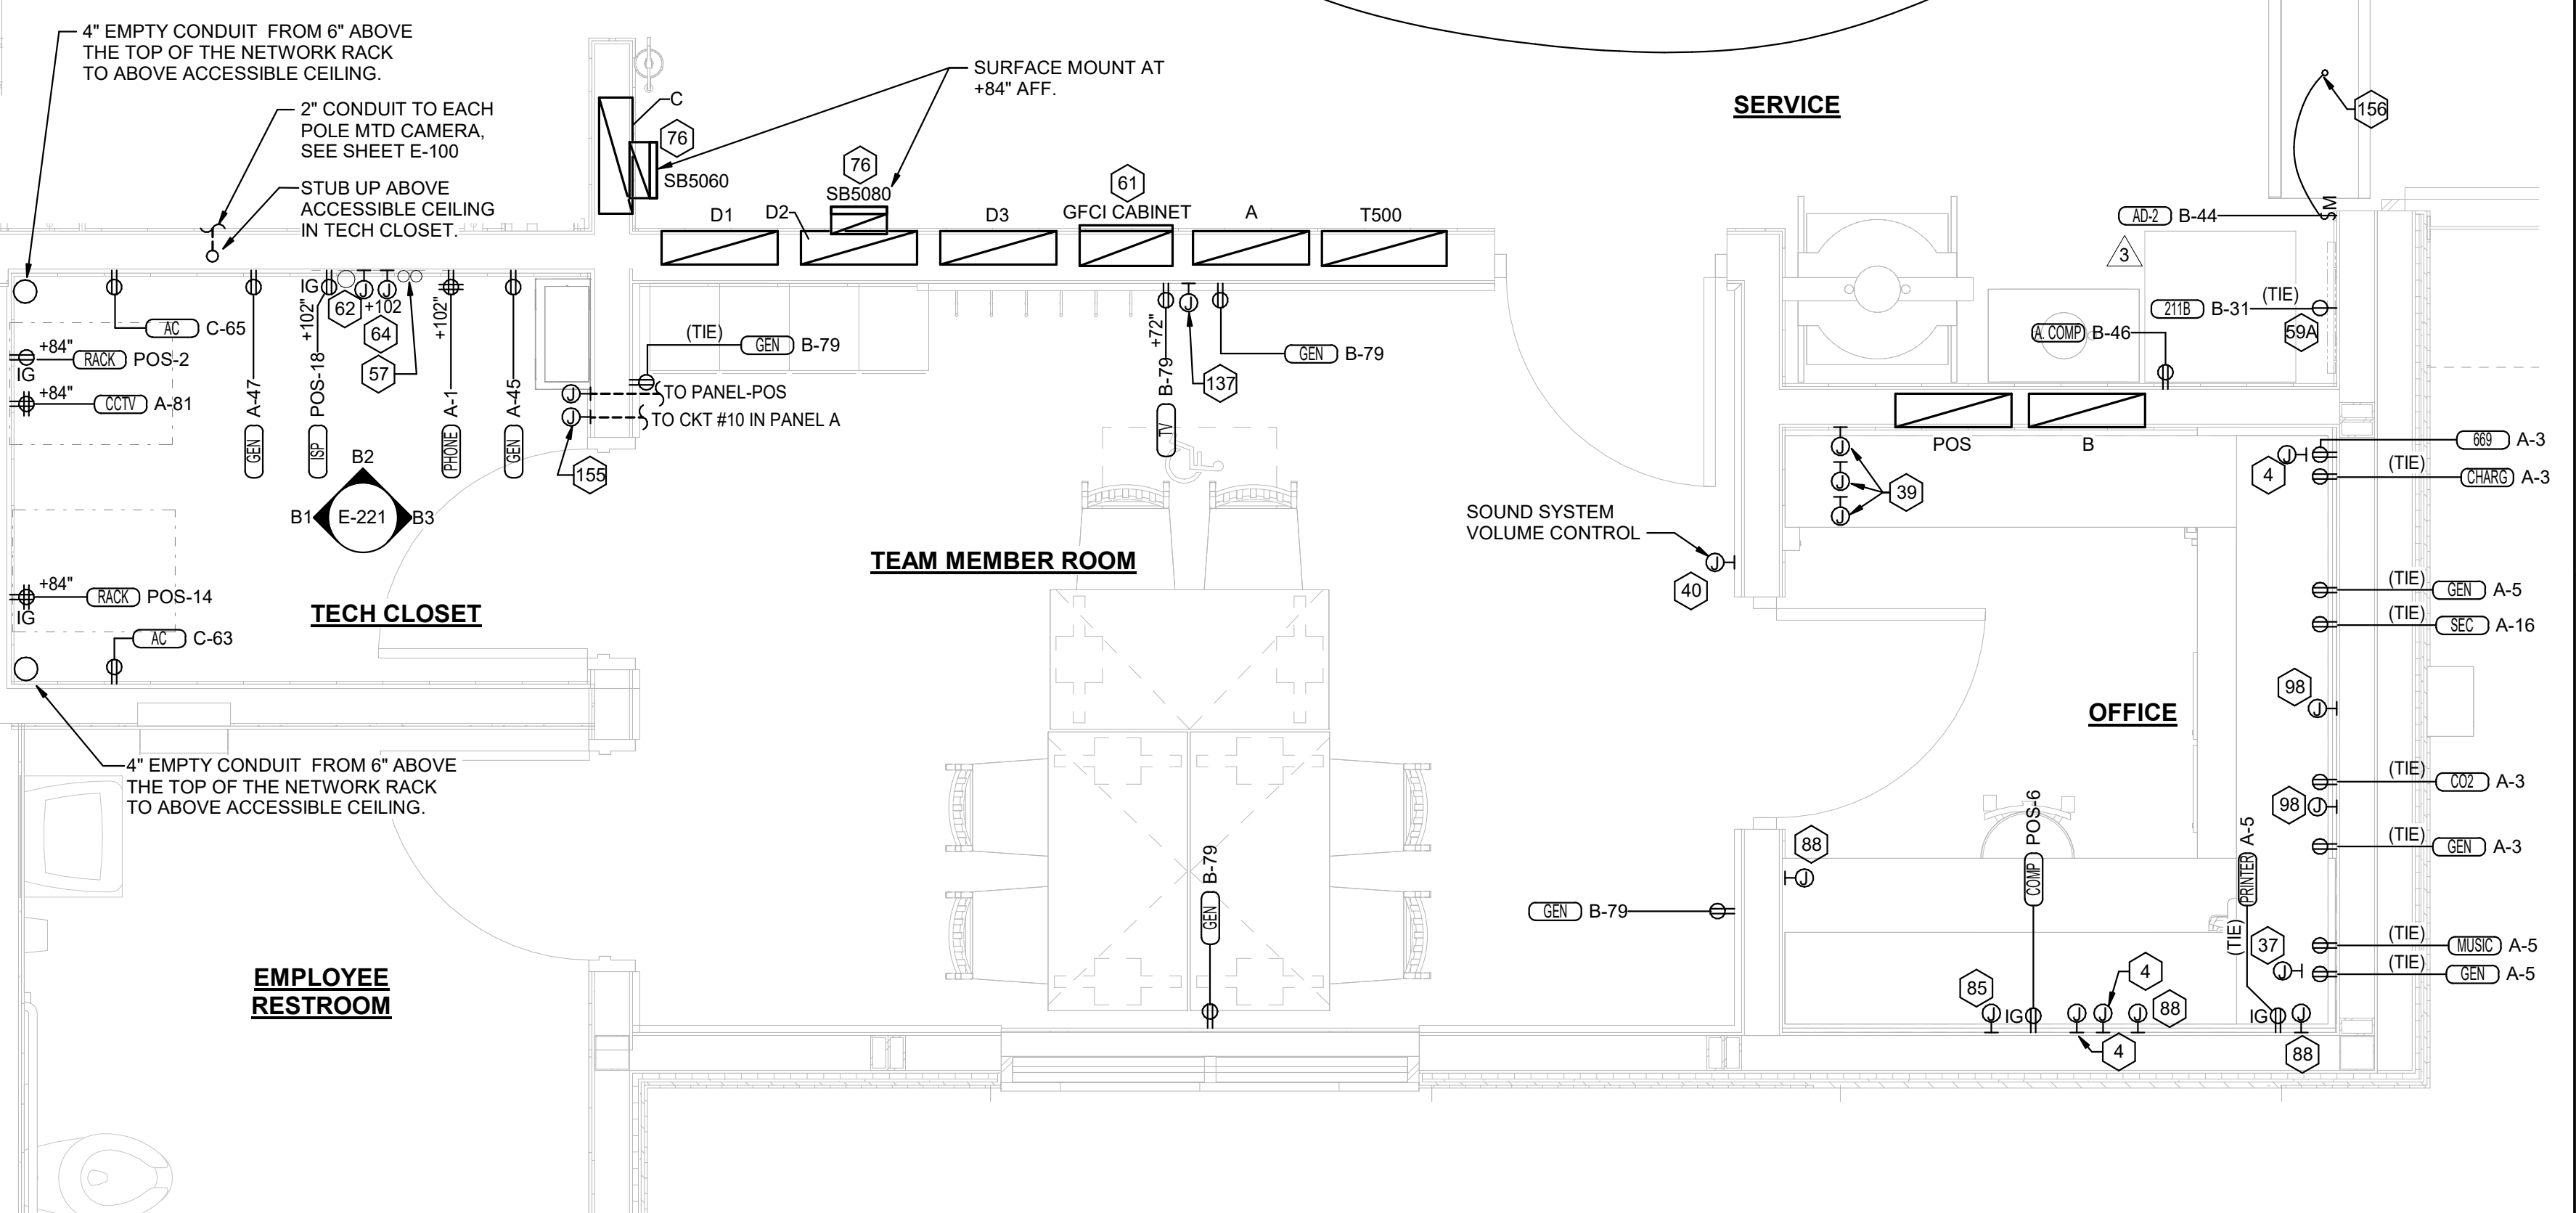 4" EMPTY CONDUIT FROM 6" ABOVE
THE TOP OF THE NETWORK RACK
TO ABOVE ACCESSIBLE CEILING.
2" CONDUIT TO EACH
POLE MTD CAMERA,
SEE SHEET E-100
STUB UP ABOVE
ACCESSIBLE CEILING
IN TECH CLOSET.
C
76
SB5060
SURFACE MOUNT AT
+84" AFF.
76
SB5080
61
D1
D2
D3
GFCI CABINET
A
T500
SERVICE
156
SM
AD-2 B-44
3
211B B-31
(TIE)
59A
A. COMP B-46
IG
+102"
62
+102
64
57
+102"
AC C-65
+84"
RACK POS-2
IG
+84"
CCTV A-81
GEN A-47
ISP POS-18
PHONE A-1
GEN A-45
B2
B1
E-221
B3
+84"
RACK POS-14
IG
TECH CLOSET
AC C-63
4" EMPTY CONDUIT FROM 6" ABOVE
THE TOP OF THE NETWORK RACK
TO ABOVE ACCESSIBLE CEILING.
EMPLOYEE
RESTROOM
(TIE)
GEN B-79
TO PANEL-POS
TO CKT #10 IN PANEL A
155
+72"
TV B-79
137
GEN B-79
TEAM MEMBER ROOM
SOUND SYSTEM
VOLUME CONTROL
J
40
GEN B-79
GEN B-79
POS
B
J
J
J
39
J
4
669 A-3
(TIE)
CHARG A-3
(TIE)
GEN A-5
(TIE)
SEC A-16
98
J
OFFICE
(TIE)
CO2 A-3
98
J
(TIE)
GEN A-3
88
J
COMP POS-6
PRINTER A-5
(TIE)
37
J
(TIE)
MUSIC A-5
(TIE)
GEN A-5
85
J
IG
J
J
4
4
J
88
IG
J
88
J
J
J
J
J